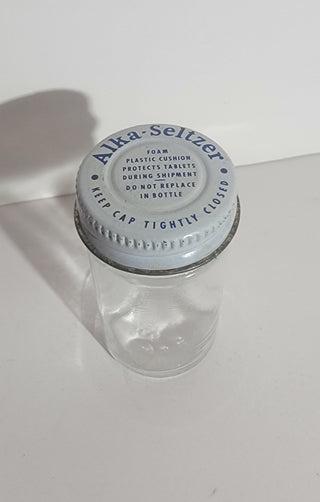 Alka-Seltzer
FOAM
PLASTIC CUSHION
PROTECTS TABLETS
DURING SHIPMENT
DO NOT REPLACE
IN BOTTLE
• KEEP CAP TIGHTLY CLOSED •